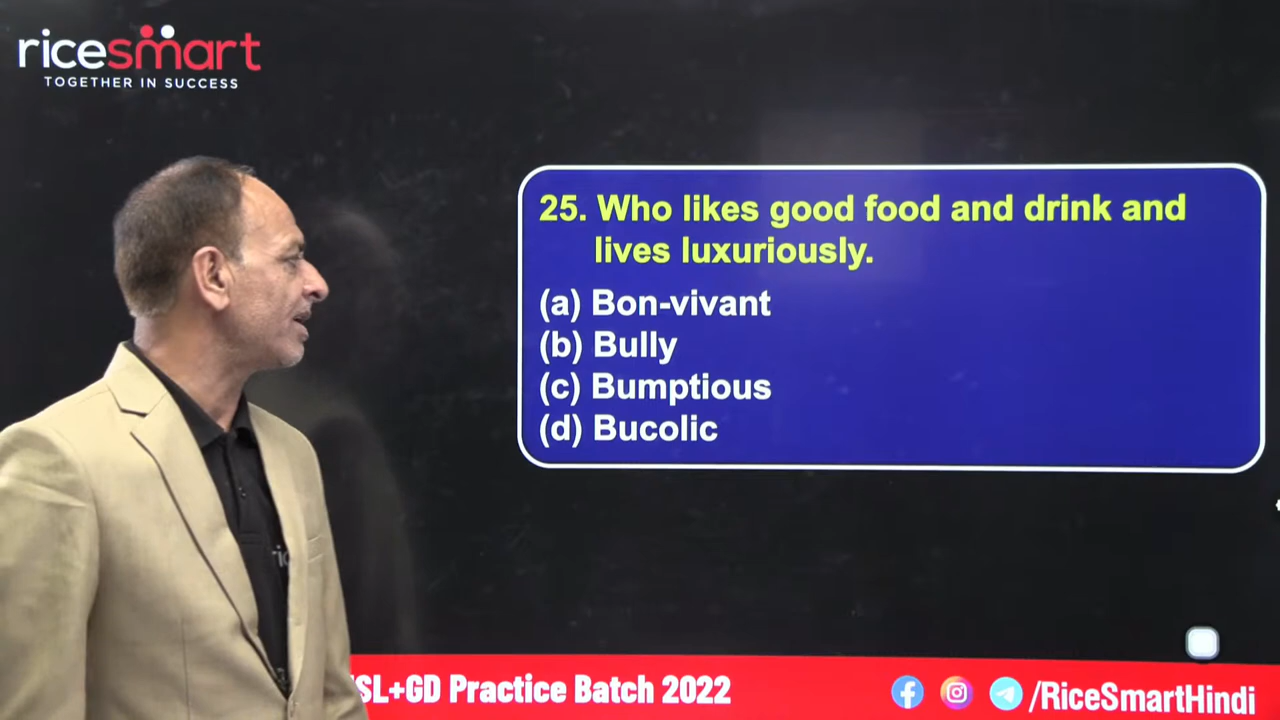 ricesmart
TOGETHER IN SUCCESS
25. Who likes good food and drink and
lives luxuriously.
(a) Bon-vivant
(b) Bully
(c) Bumptious
(d) Bucolic
SL+GD Practice Batch 2022
/RiceSmartHindi